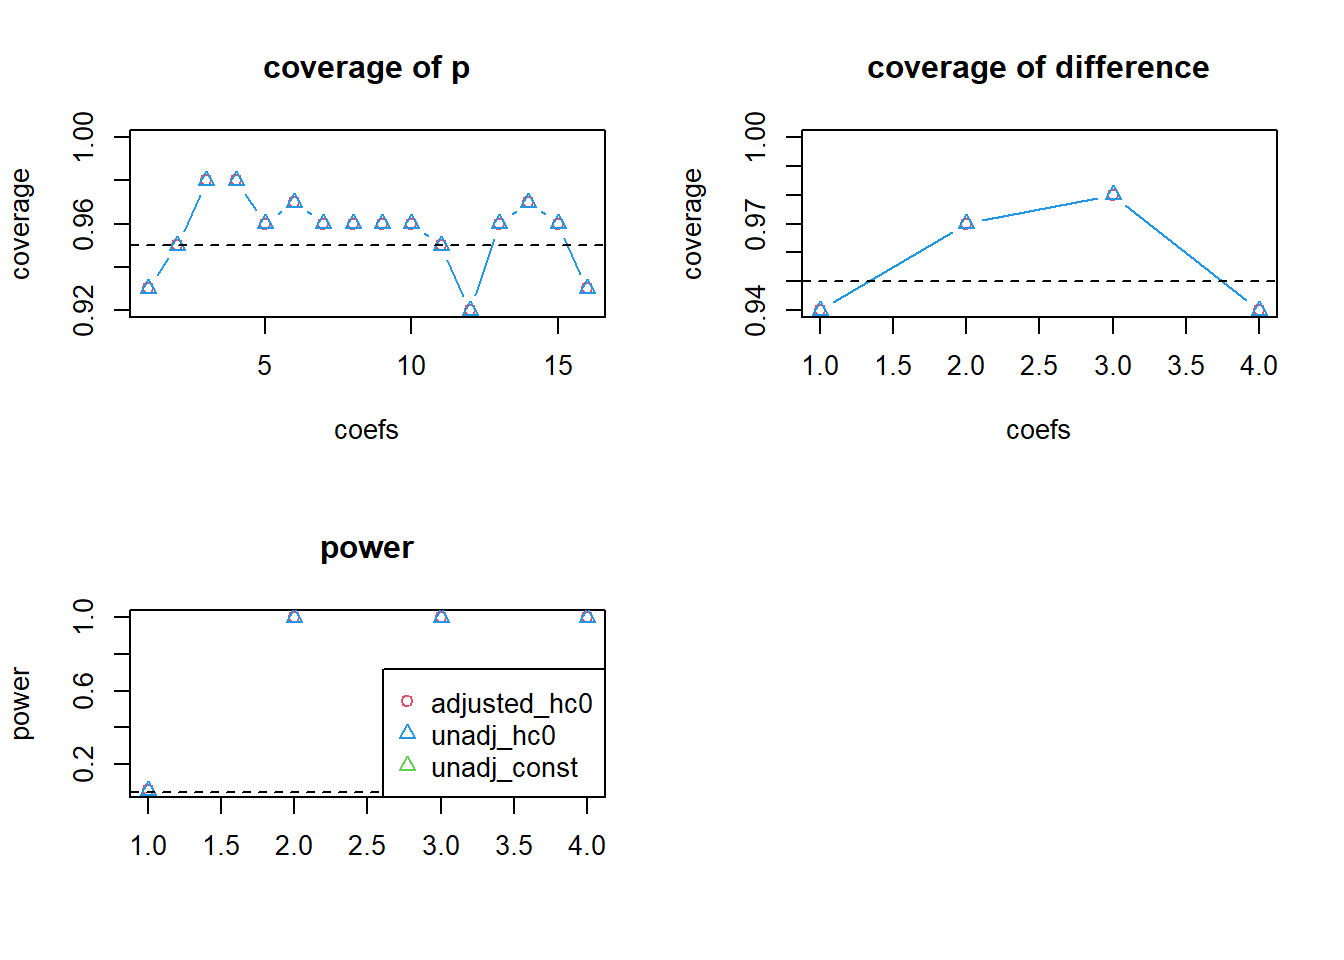 coverage of p
coverage
1.00
0.96
0.92
5 10 15
coefs
coverage of difference
coverage
1.00
0.97
0.94
1.0 1.5 2.0 2.5 3.0 3.5 4.0
coefs
power
power
1.0
0.6
0.2
adjusted_hc0
unadj_hc0
unadj_const
1.0 1.5 2.0 2.5 3.0 3.5 4.0